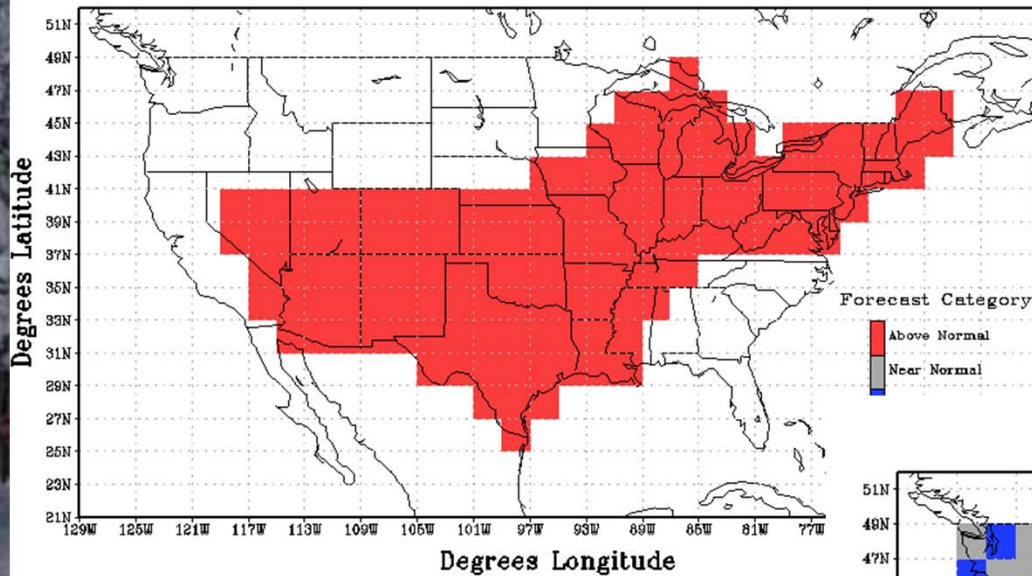 51N
49N
47N
45N
43N
41N
39N
37N
35N
33N
31N
29N
27N
25N
23N
21N
Degrees Latitude
129W 125W 121W 117W 113W 109W 105W 101W 97W 93W 89W 85W 81W 77W
Degrees Longitude
Forecast Category
Above Normal
Near Normal
51N
49N
47N